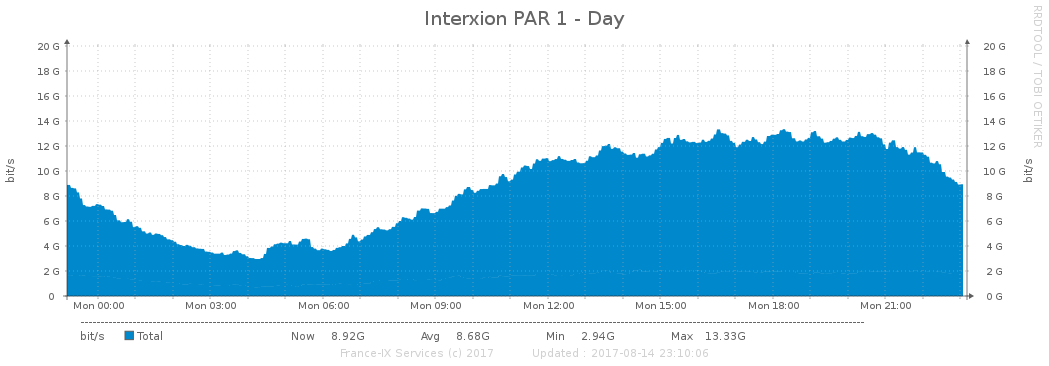 Interxion PAR 1 - Day
RRDTOOL / TOBI OETIKER
20 G 20 G
18 G 18 G
16 G 16 G
14 G 14 G
12 G 12 G
10 G 10 G
8 G 8 G
6 G 6 G
4 G 4 G
2 G 2 G
0 0 G
bit/s
bit/s
Mon 00:00 Mon 03:00 Mon 06:00 Mon 09:00 Mon 12:00 Mon 15:00 Mon 18:00 Mon 21:00
bit/s Total Now 8.92G Avg 8.68G Min 2.94G Max 13.33G
France-IX Services (c) 2017 Updated : 2017-08-14 23:10:06